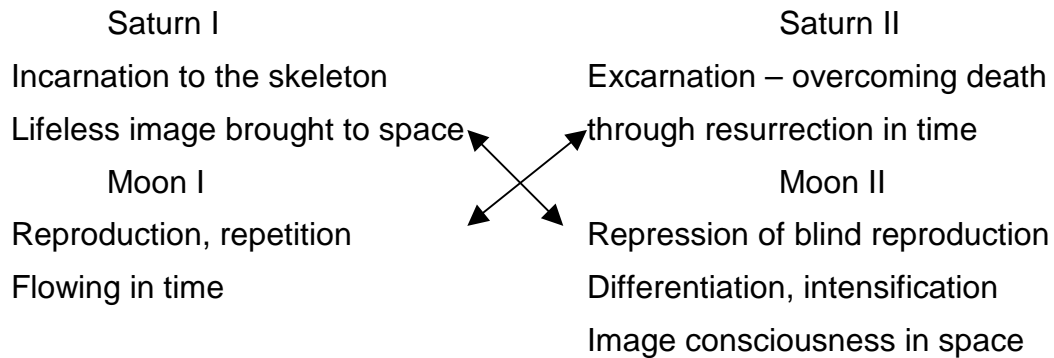 Saturn I
Incarnation to the skeleton
Lifeless image brought to space
Moon I
Reproduction, repetition
Flowing in time
Saturn II
Excarnation – overcoming death
through resurrection in time
Moon II
Repression of blind reproduction
Differentiation, intensification
Image consciousness in space